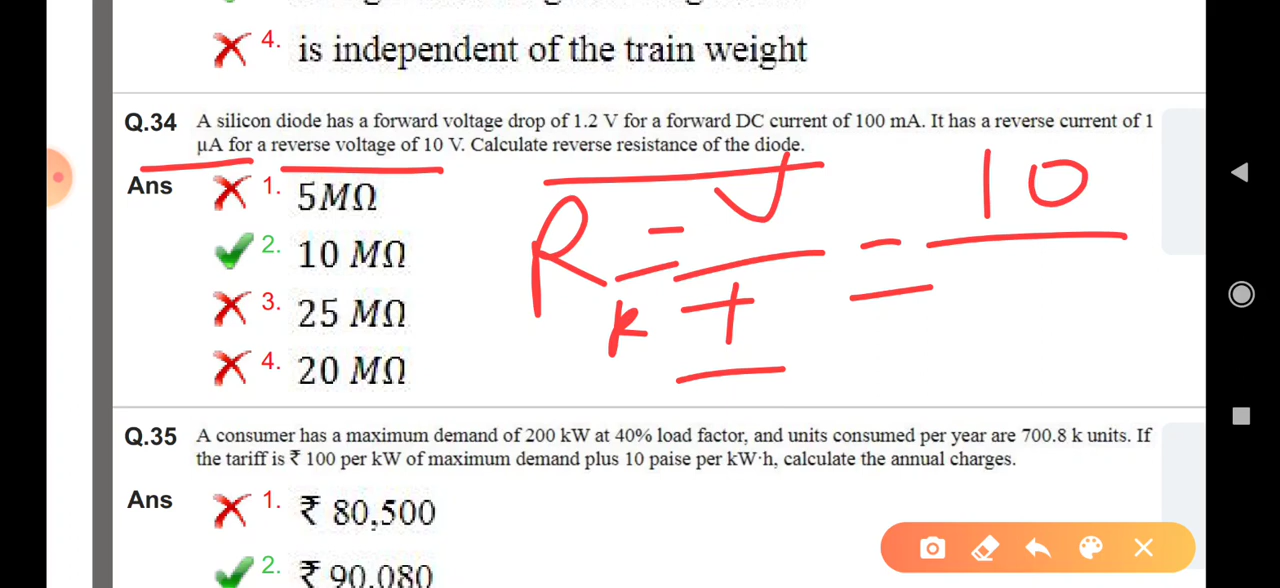 4. is independent of the train weight
Q.34 A silicon diode has a forward voltage drop of 1.2 V for a forward DC current of 100 mA. It has a reverse current of 1
μA for a reverse voltage of 10 V. Calculate reverse resistance of the diode.
Ans 1. 5MΩ
2. 10 MΩ
3. 25 MΩ
4. 20 MΩ
R = V = 10
I
Q.35 A consumer has a maximum demand of 200 kW at 40% load factor, and units consumed per year are 700.8 k units. If
the tariff is ₹ 100 per kW of maximum demand plus 10 paise per kW·h, calculate the annual charges.
Ans 1. ₹ 80,500
2. ₹ 90,080